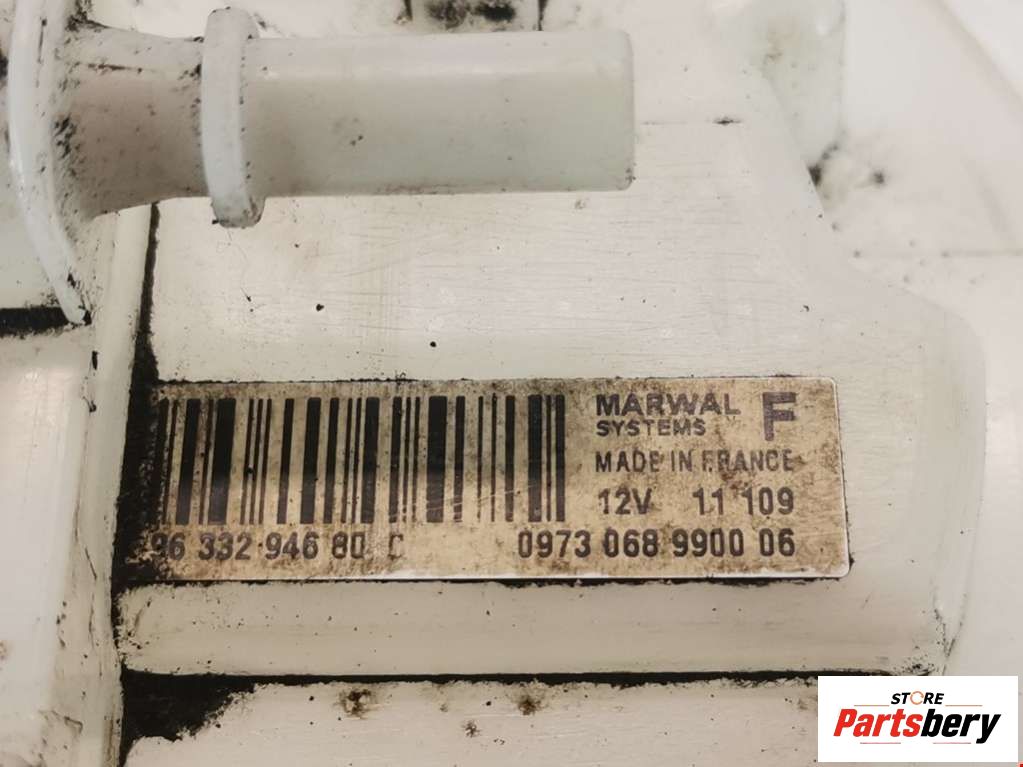 MARWAL F
SYSTEMS
MADE IN FRANCE
12V 11 109
96 332 946 80 C 0973 068 9900 06
STORE
Partsbery